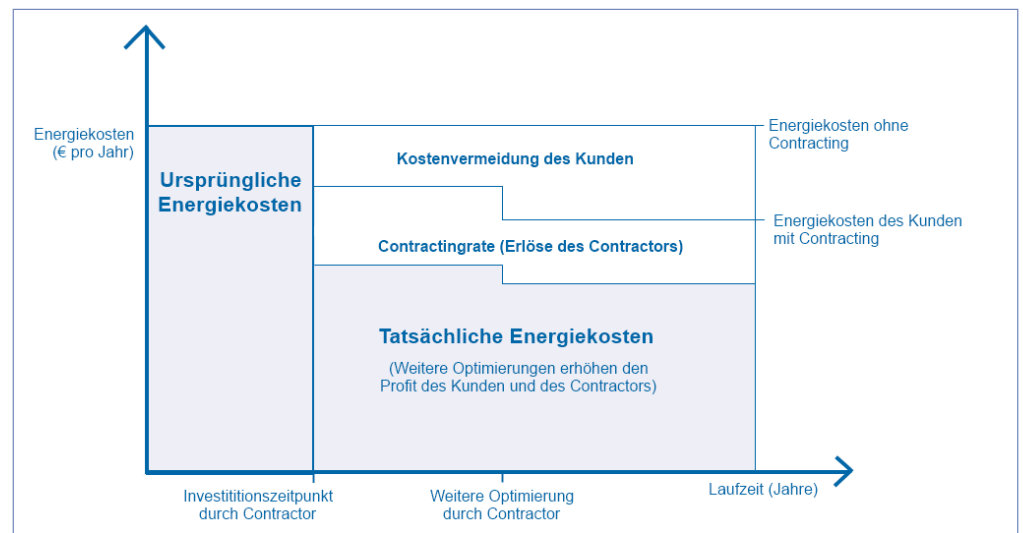 Energiekosten
(€ pro Jahr)
Ursprüngliche
Energiekosten
Kostenvermeidung des Kunden
Energiekosten ohne
Contracting
Contractingrate (Erlöse des Contractors)
Energiekosten des Kunden
mit Contracting
Tatsächliche Energiekosten
(Weitere Optimierungen erhöhen den
Profit des Kunden und des Contractors)
Investititionszeitpunkt
durch Contractor
Weitere Optimierung
durch Contractor
Laufzeit (Jahre)